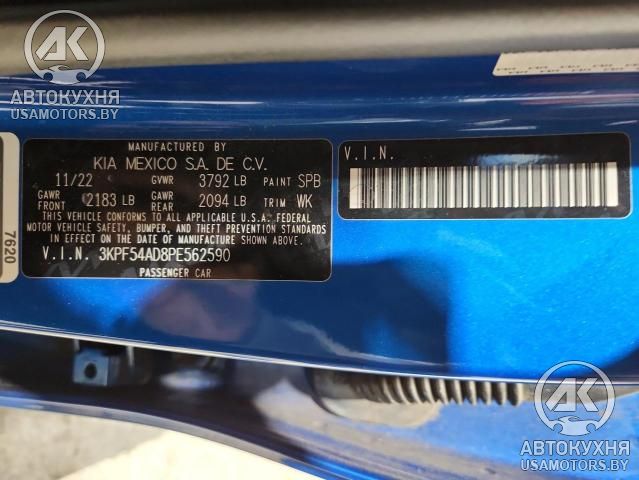 AK
АВТОКУХНЯ
USAMOTORS.BY
7620
MANUFACTURED BY
KIA MEXICO S.A. DE C.V.
11/22 GVWR 3792 LB PAINT SPB
GAWR FRONT 2183 LB GAWR REAR 2094 LB TRIM WK
THIS VEHICLE CONFORMS TO ALL APPLICABLE U.S.A. FEDERAL
MOTOR VEHICLE SAFETY, BUMPER, AND THEFT PREVENTION STANDARDS
IN EFFECT ON THE DATE OF MANUFACTURE SHOWN ABOVE.
V.I.N. 3KPF54AD8PE562590
PASSENGER CAR
V.I.N.
AK
АВТОКУХНЯ
USAMOTORS.BY